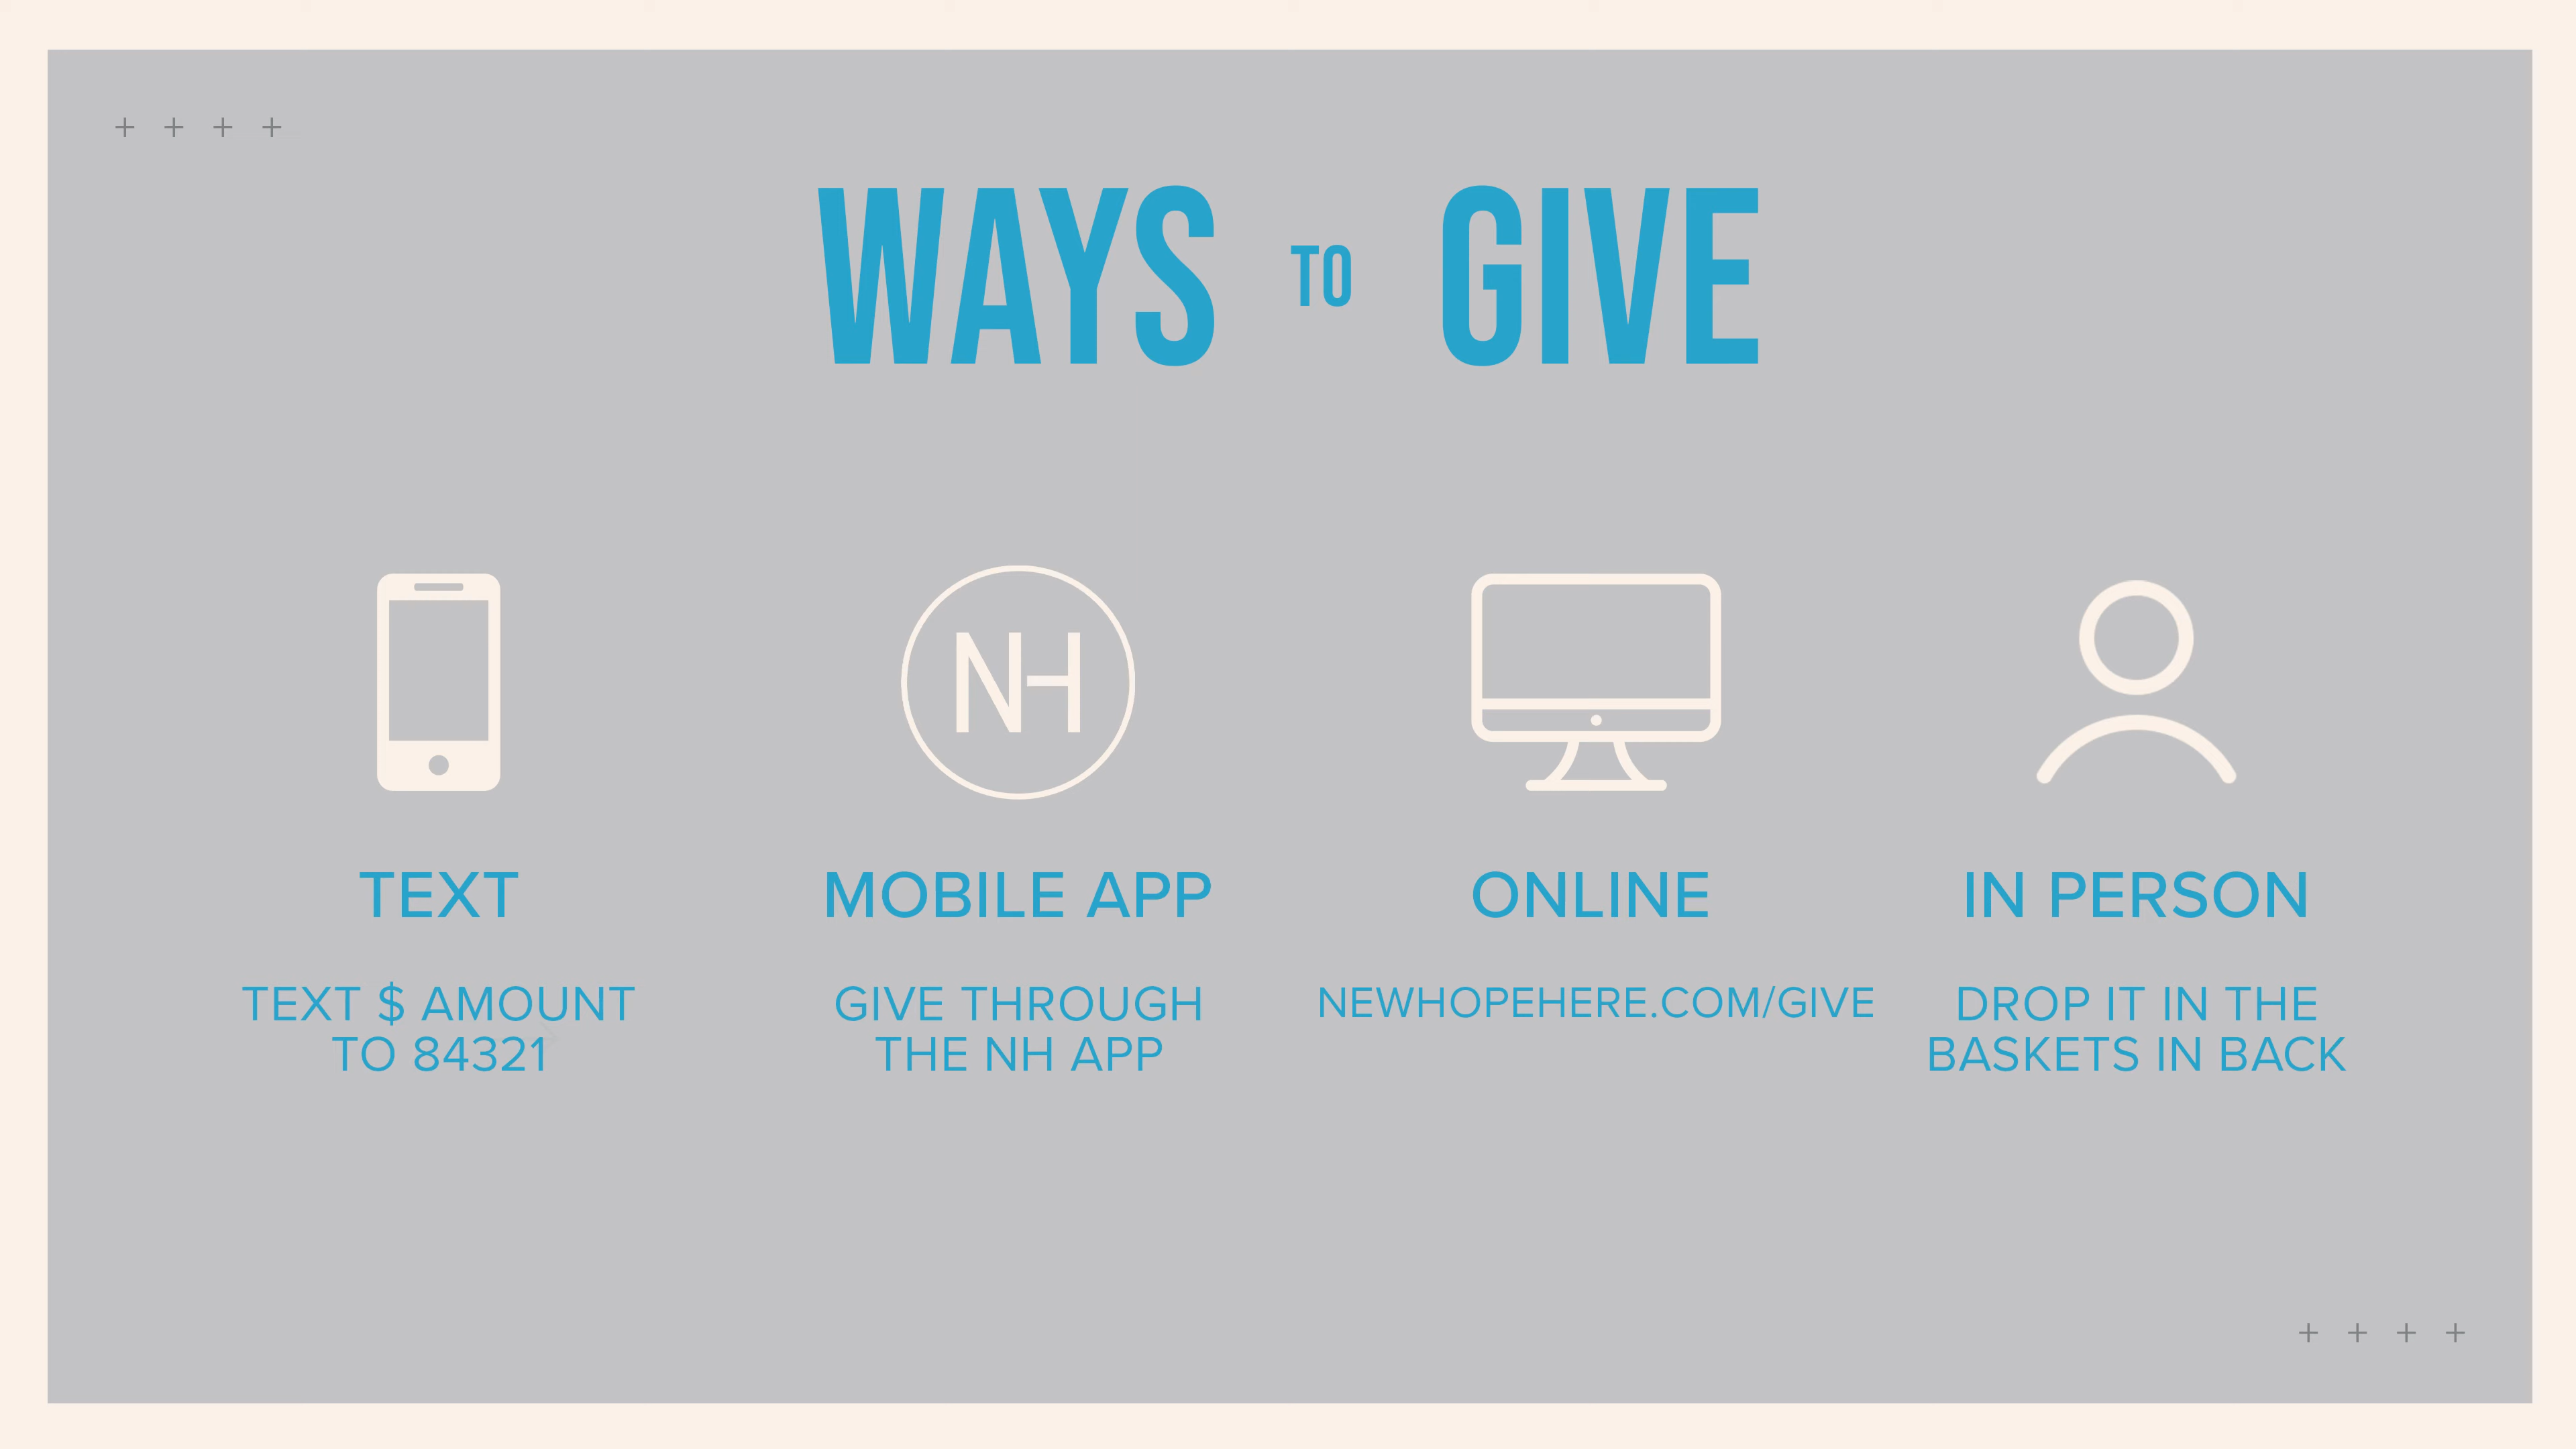 WAYS TO GIVE
NH
TEXT
TEXT $ AMOUNT
TO 84321
MOBILE APP
GIVE THROUGH
THE NH APP
ONLINE
NEWHOPEHERE.COM/GIVE
IN PERSON
DROP IT IN THE
BASKETS IN BACK